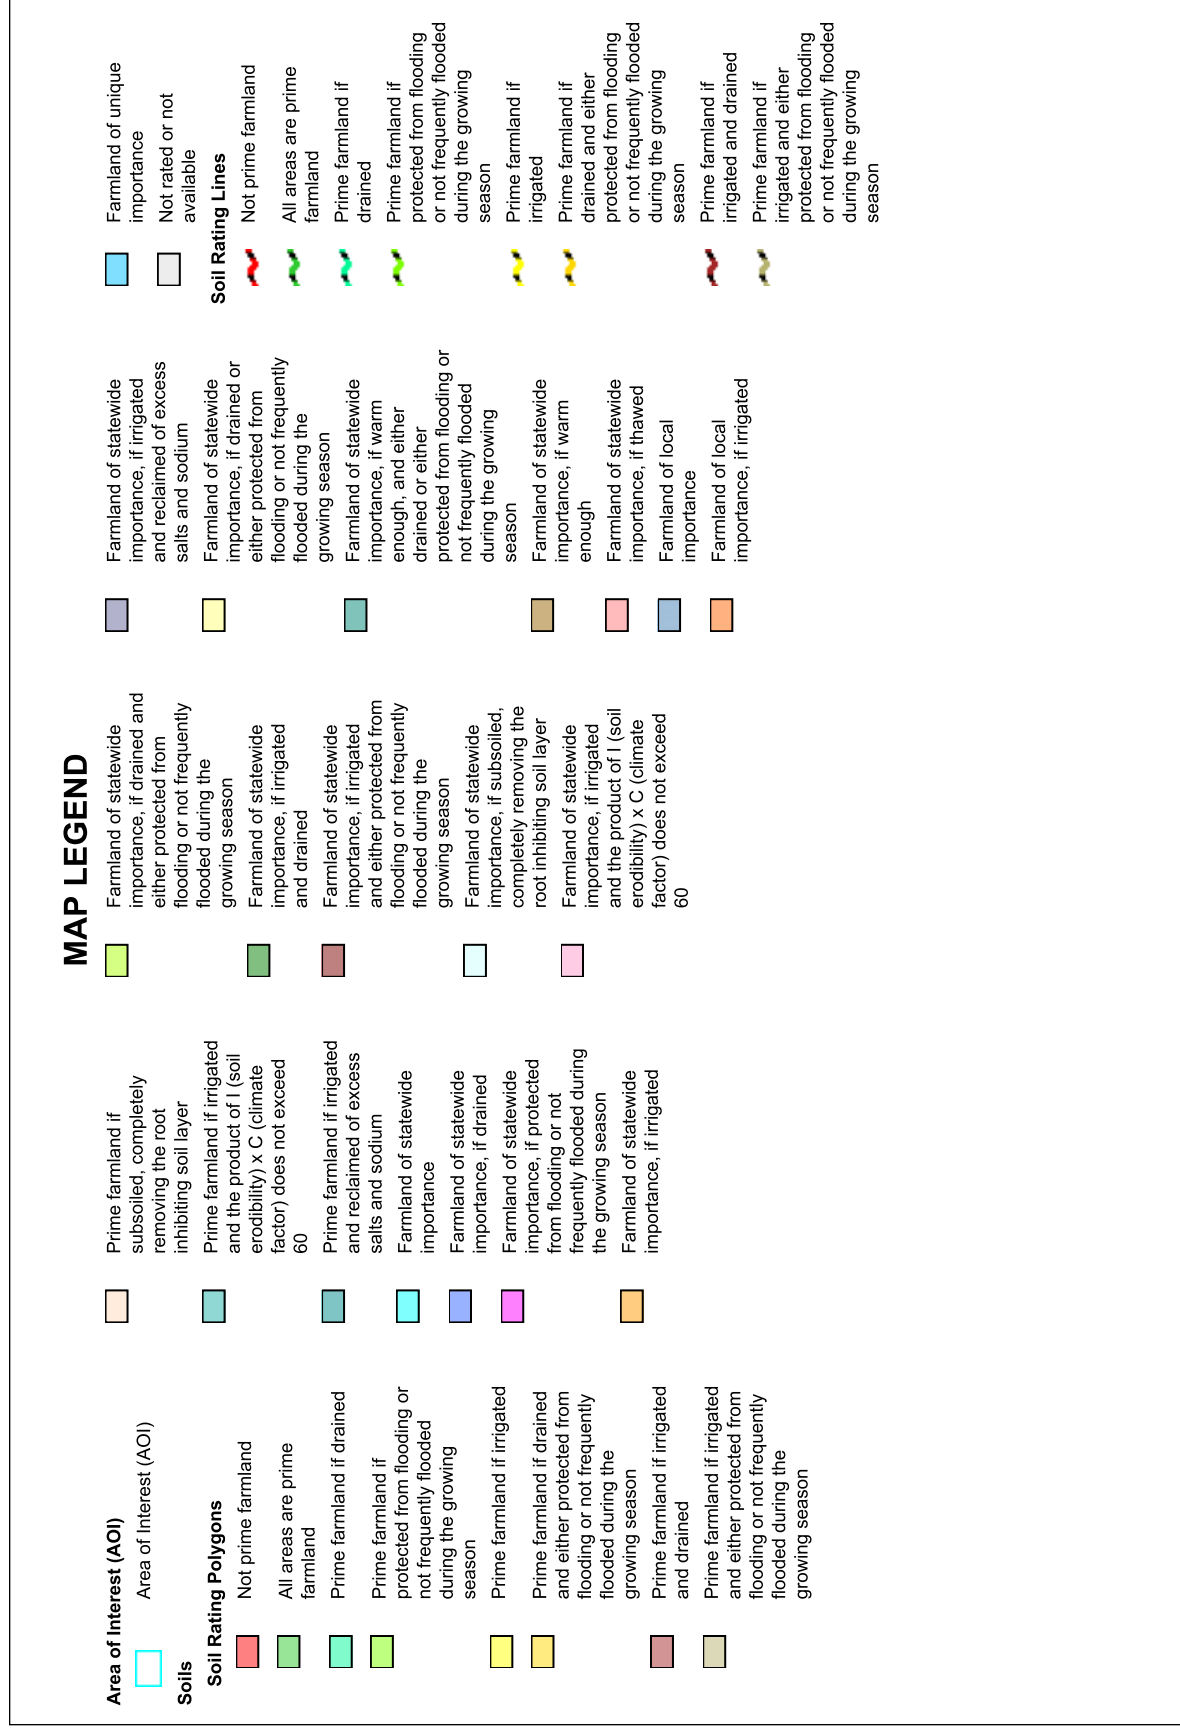 MAP LEGEND
Area of Interest (AOI)
Area of Interest (AOI)
Soils
Soil Rating Polygons
Not prime farmland
All areas are prime
farmland
Prime farmland if drained
Prime farmland if
protected from flooding or
not frequently flooded
during the growing
season
Prime farmland if irrigated
Prime farmland if drained
and either protected from
flooding or not frequently
flooded during the
growing season
Prime farmland if irrigated
and drained
Prime farmland if irrigated
and either protected from
flooding or not frequently
flooded during the
growing season
Prime farmland if
subsoiled, completely
removing the root
inhibiting soil layer
Prime farmland if irrigated
and the product of I (soil
erodibility) x C (climate
factor) does not exceed
60
Prime farmland if irrigated
and reclaimed of excess
salts and sodium
Farmland of statewide
importance
Farmland of statewide
importance, if drained
Farmland of statewide
importance, if protected
from flooding or not
frequently flooded during
the growing season
Farmland of statewide
importance, if irrigated
Farmland of statewide
importance, if drained and
either protected from
flooding or not frequently
flooded during the
growing season
Farmland of statewide
importance, if irrigated
and drained
Farmland of statewide
importance, if irrigated
and either protected from
flooding or not frequently
flooded during the
growing season
Farmland of statewide
importance, if subsoiled,
completely removing the
root inhibiting soil layer
Farmland of statewide
importance, if irrigated
and the product of I (soil
erodibility) x C (climate
factor) does not exceed
60
Farmland of statewide
importance, if irrigated
and reclaimed of excess
salts and sodium
Farmland of statewide
importance, if drained or
either protected from
flooding or not frequently
flooded during the
growing season
Farmland of statewide
importance, if warm
enough, and either
drained or either
protected from flooding or
not frequently flooded
during the growing
season
Farmland of statewide
importance, if warm
enough
Farmland of statewide
importance, if thawed
Farmland of local
importance
Farmland of local
importance, if irrigated
Farmland of unique
importance
Not rated or not
available
Soil Rating Lines
Not prime farmland
All areas are prime
farmland
Prime farmland if
drained
Prime farmland if
protected from flooding
or not frequently flooded
during the growing
season
Prime farmland if
irrigated
Prime farmland if
drained and either
protected from flooding
or not frequently flooded
during the growing
season
Prime farmland if
irrigated and drained
Prime farmland if
irrigated and either
protected from flooding
or not frequently flooded
during the growing
season